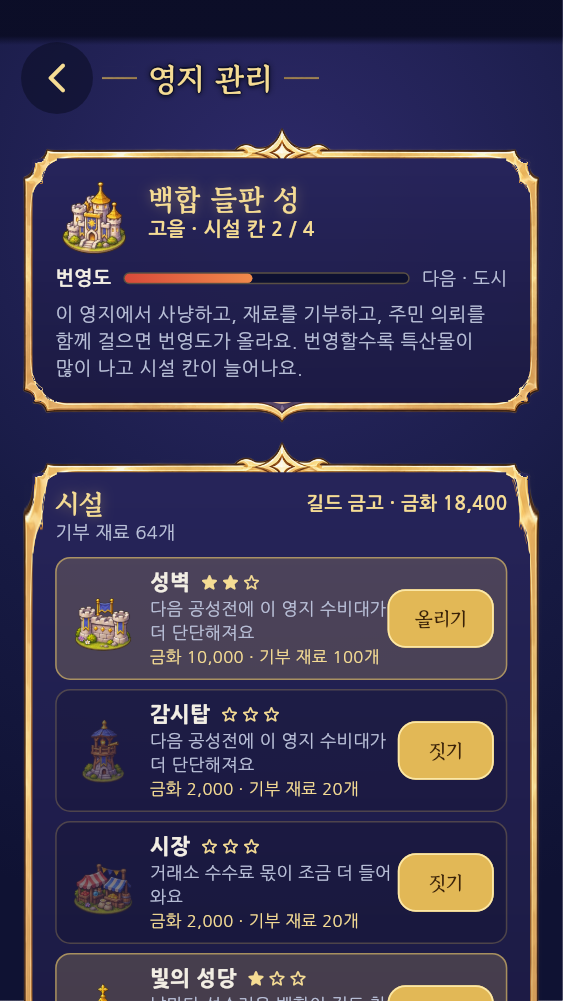 영지 관리
백합 들판 성
고을 · 시설 칸 2 / 4
번영도 다음 · 도시
이 영지에서 사냥하고, 재료를 기부하고, 주민 의뢰를
함께 걸으면 번영도가 올라요. 번영할수록 특산물이
많이 나고 시설 칸이 늘어나요.
시설 길드 금고 · 금화 18,400
기부 재료 64개
성벽 ★★☆
다음 공성전에 이 영지 수비대가
더 단단해져요
금화 10,000 · 기부 재료 100개
올리기
감시탑 ☆☆☆
다음 공성전에 이 영지 수비대가
더 단단해져요
금화 2,000 · 기부 재료 20개
짓기
시장 ☆☆☆
거래소 수수료 몫이 조금 더 들어
와요
금화 2,000 · 기부 재료 20개
짓기
빛의 성당 ★☆☆